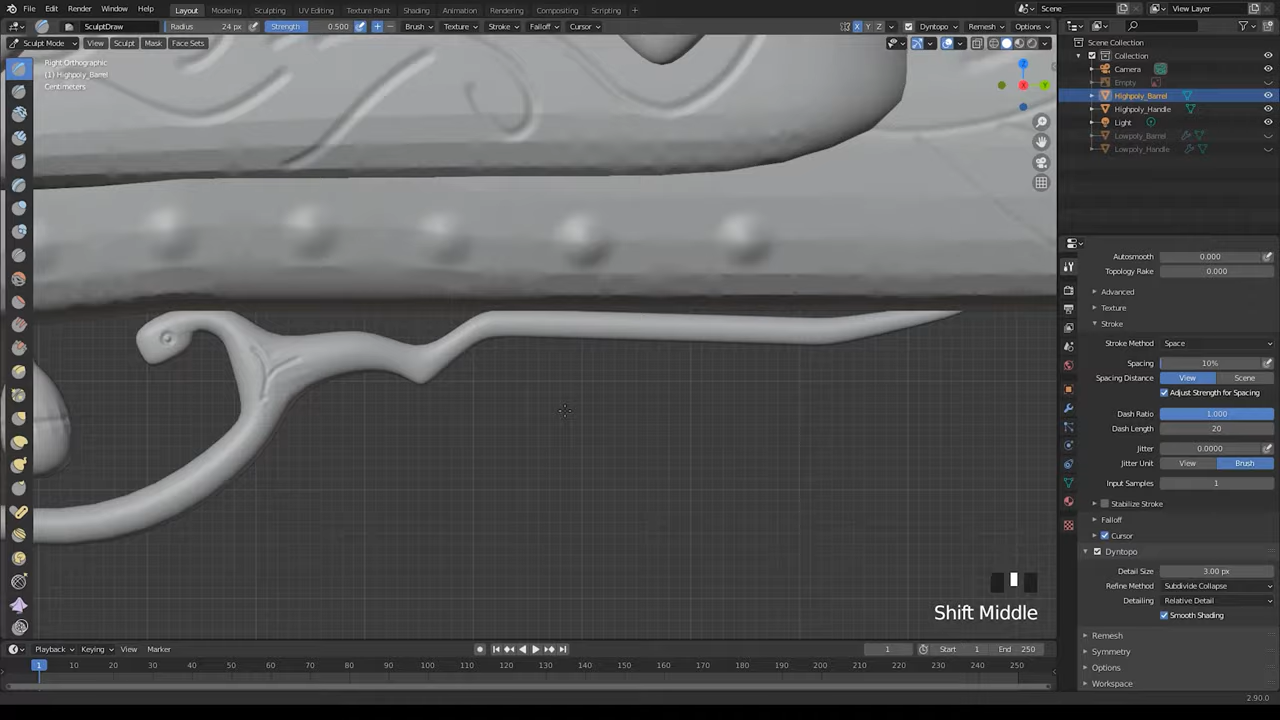 File Edit Render Window Help Layout Modeling Sculpting UV Editing Texture Paint Shading Animation Rendering Compositing Scripting + Scene View Layer
SculptDraw Radius 24 px Strength 0.500 Brush Texture Stroke Falloff Cursor X Y Z Dyntopo Remesh Options
Sculpt Mode View Sculpt Mask Face Sets
Right Orthographic
(1) Highpoly_Barrel
Centimeters
Scene Collection
Collection
Camera
Empty
Highpoly_Barrel
Highpoly_Handle
Light
Lowpoly_Barrel
Lowpoly_Handle
Z
X
Y
Autosmooth 0.000
Topology Rake 0.000
Advanced
Texture
Stroke
Stroke Method Space
Spacing 10%
Spacing Distance View Scene
Adjust Strength for Spacing
Dash Ratio 1.000
Dash Length 20
Jitter 0.0000
Jitter Unit View Brush
Input Samples 1
Stabilize Stroke
Falloff
Cursor
Dyntopo
Detail Size 3.00 px
Refine Method Subdivide Collapse
Detailing Relative Detail
Smooth Shading
Remesh
Symmetry
Options
Workspace
Shift Middle
Playback Keying View Marker 1 Start 1 End 250
1 10 20 30 40 50 60 70 80 90 100 110 120 130 140 150 160 170 180 190 200 210 220 230 240 250
2.90.0